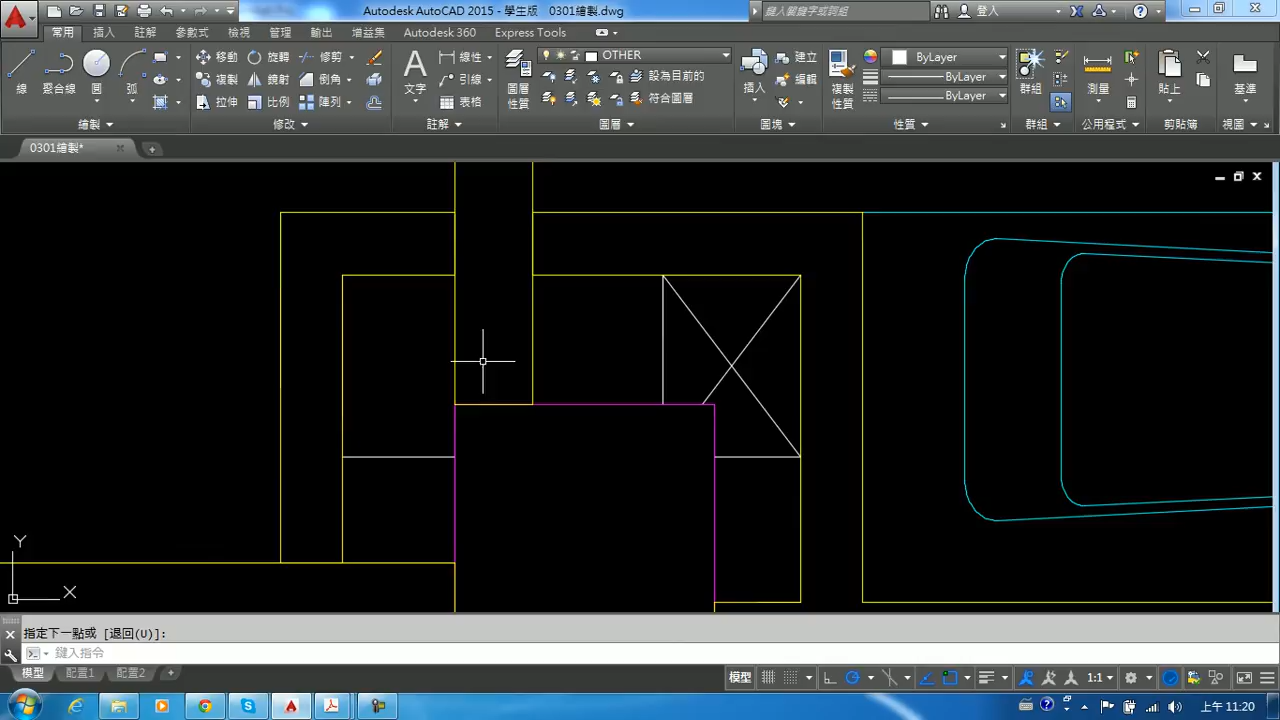 Autodesk AutoCAD 2015 - 學生版 0301繪製.dwg
鍵入關鍵字或詞組
登入
常用 插入 註解 參數式 檢視 管理 輸出 增益集 Autodesk 360 Express Tools
線 聚合線 圓 弧
移動 旋轉 修剪
複製 鏡射 倒角
拉伸 比例 陣列
文字 線性
引線
表格
圖層性質
OTHER
設為目前的
符合圖層
插入 建立
編輯
複製性質
ByLayer
ByLayer
ByLayer
群組
測量
貼上
基準
繪製 修改 註解 圖層 圖塊 性質 群組 公用程式 剪貼簿 視圖
0301繪製*
Y
X
指定下一點或 [退回(U)]:
鍵入指令
模型 配置1 配置2
模型 1:1
上午 11:20